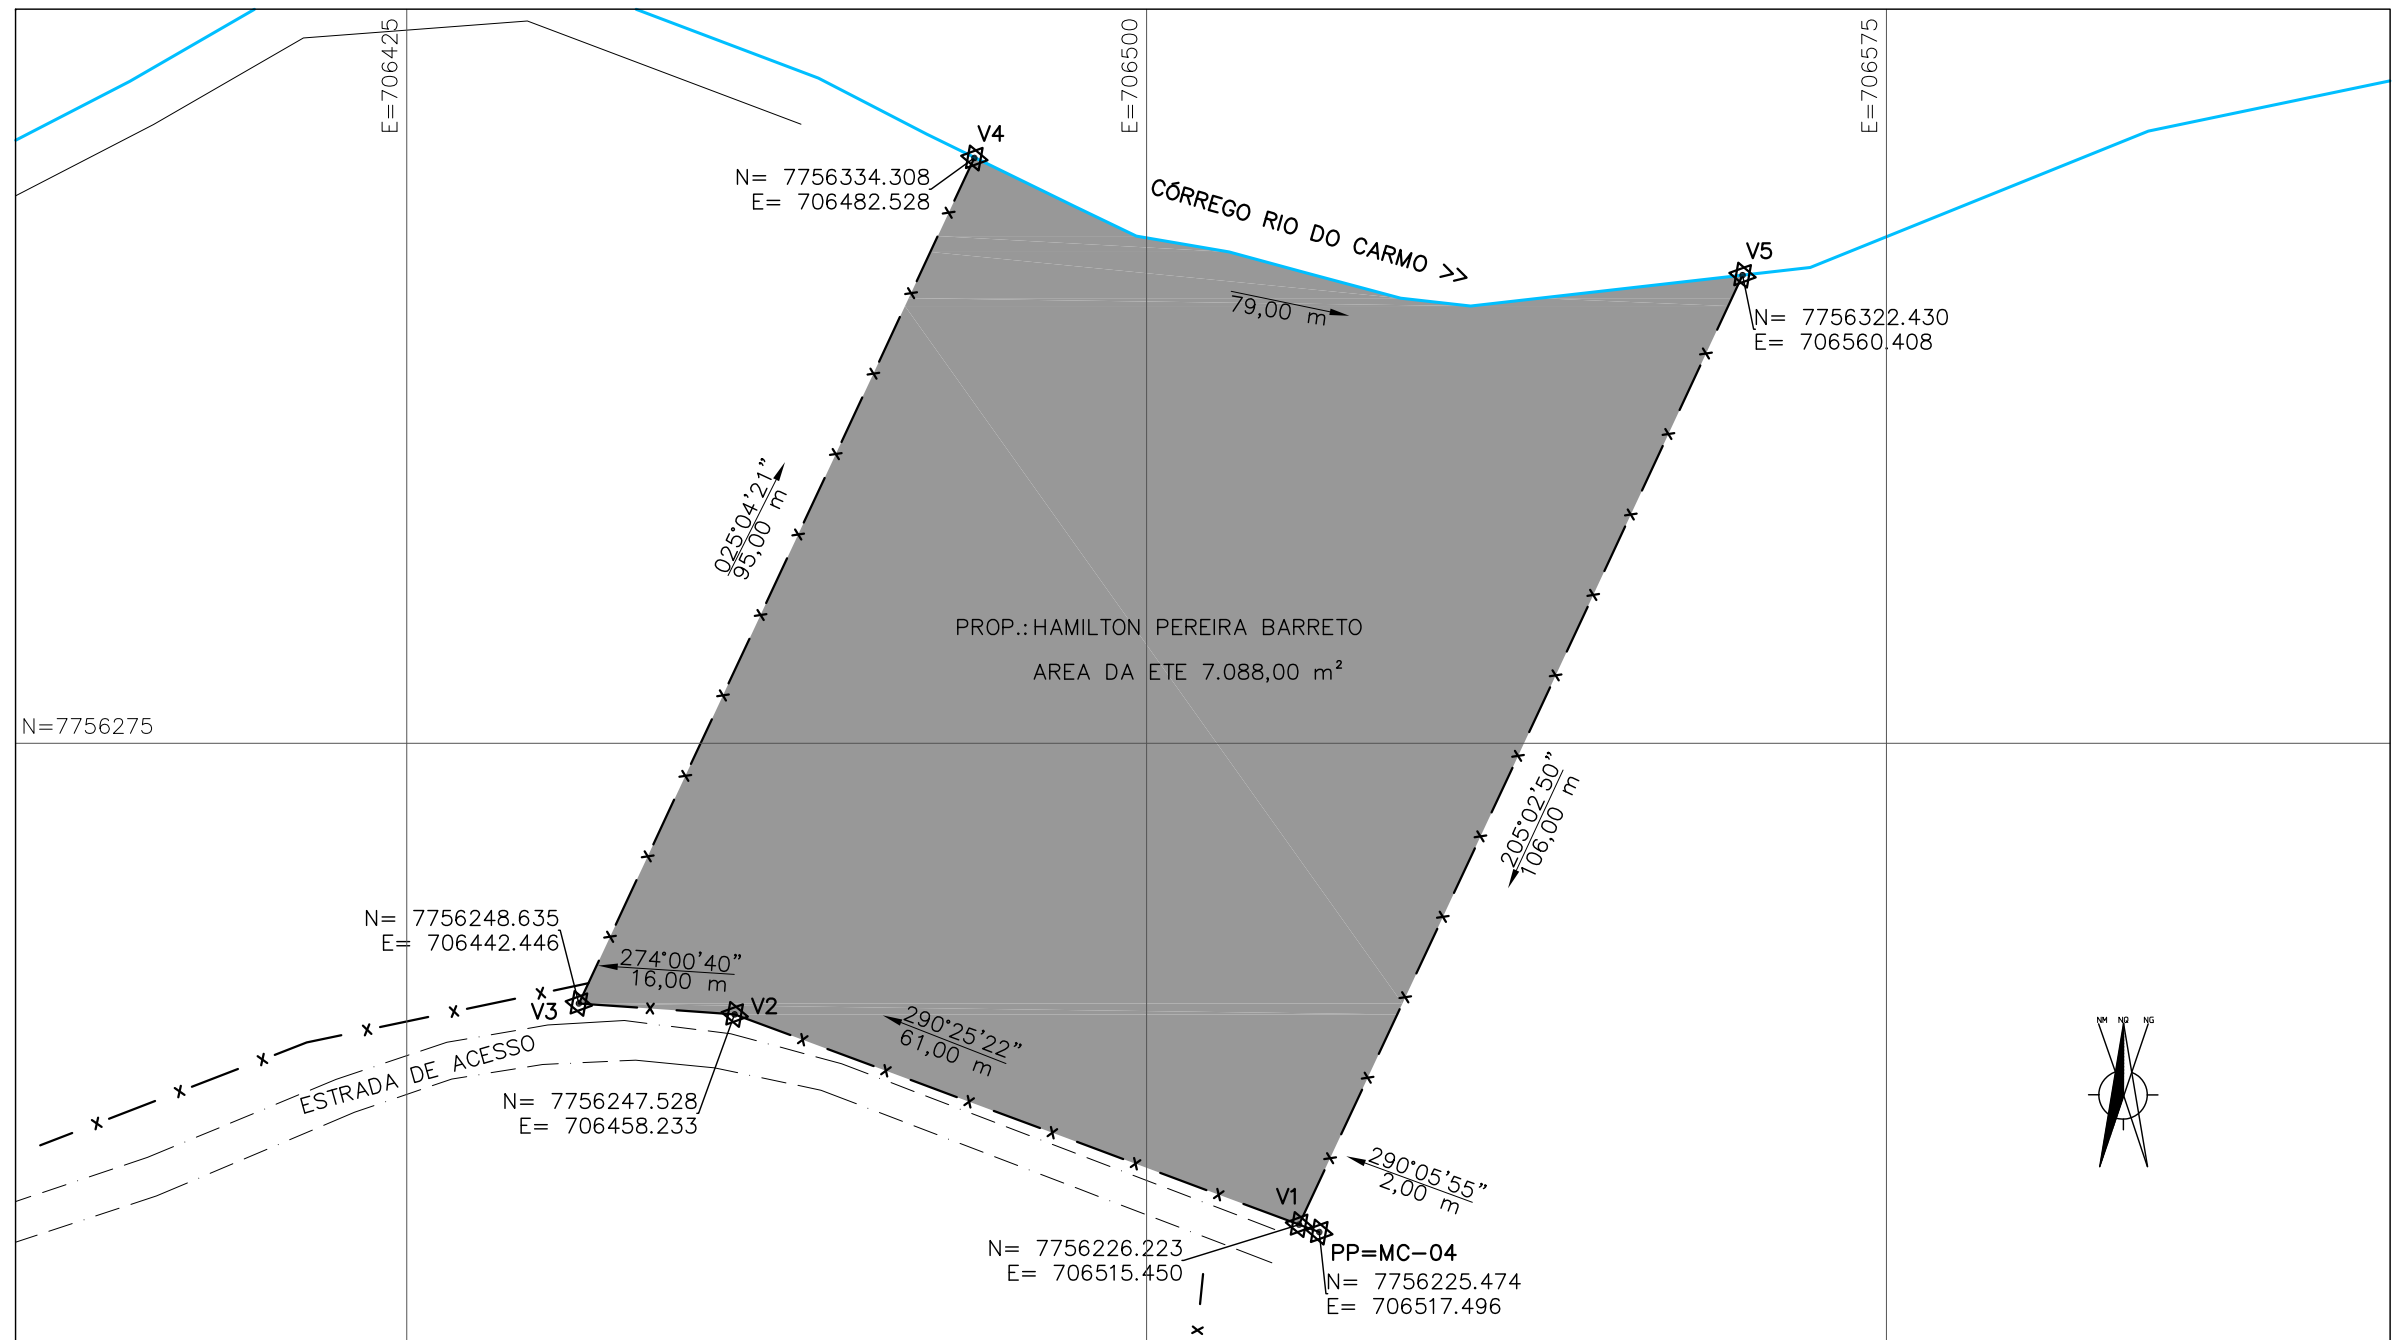 E=706425
E=706500
E=706575
V4
N= 7756334.308
E= 706482.528
CÓRREGO RIO DO CARMO >>
V5
79,00 m
N= 7756322.430
E= 706560.408
025°04'21"
95,00 m
PROP.:HAMILTON PEREIRA BARRETO
AREA DA ETE 7.088,00 m²
N=7756275
205°02'50"
106,00 m
N= 7756248.635
E= 706442.446
274°00'40"
16,00 m
V3
V2
290°25'22"
61,00 m
ESTRADA DE ACESSO
N= 7756247.528
E= 706458.233
NM NQ NG
290°05'55"
2,00 m
V1
N= 7756226.223
E= 706515.450
PP=MC-04
N= 7756225.474
E= 706517.496